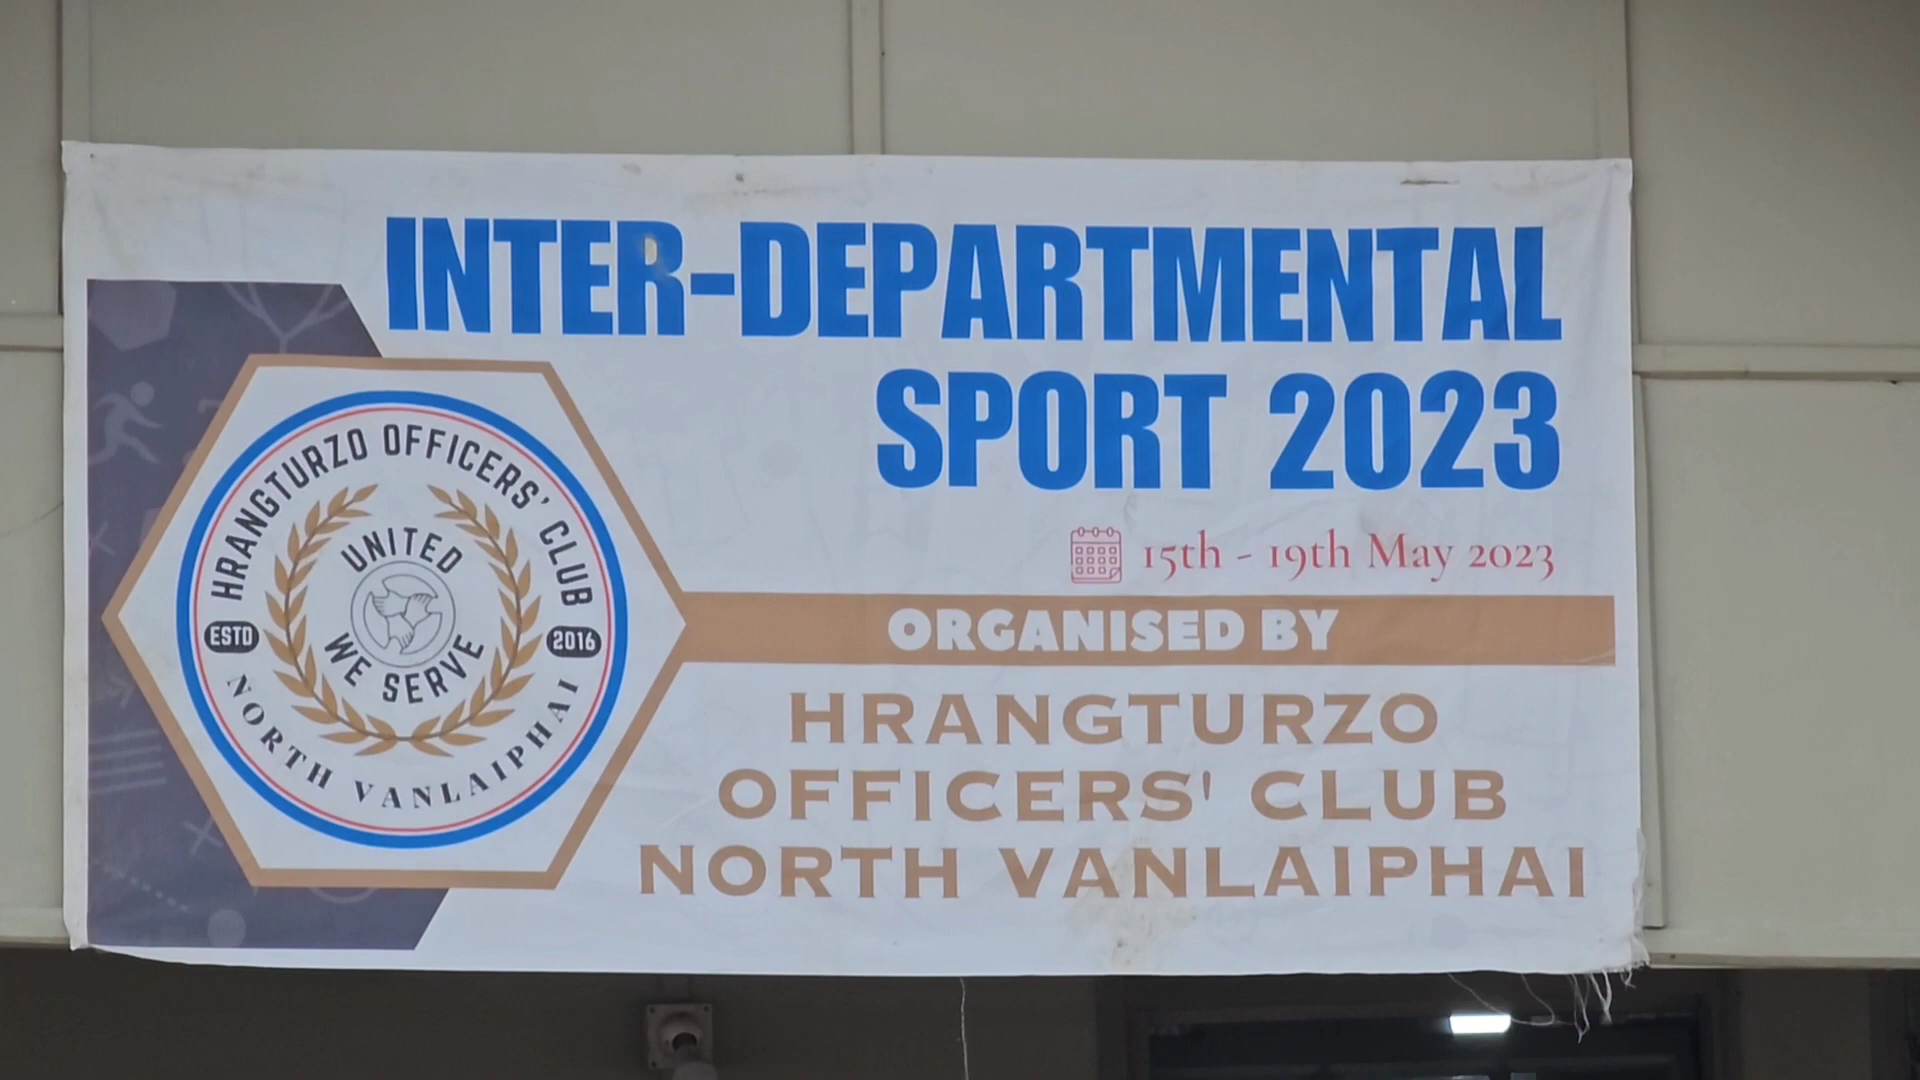 INTER-DEPARTMENTAL
SPORT 2023
15th - 19th May 2023
ORGANISED BY
HRANGTURZO
OFFICERS' CLUB
NORTH VANLAIPHAI
HRANGTURZO OFFICERS' CLUB
UNITED
WE SERVE
ESTD
2016
NORTH VANLAIPHAI